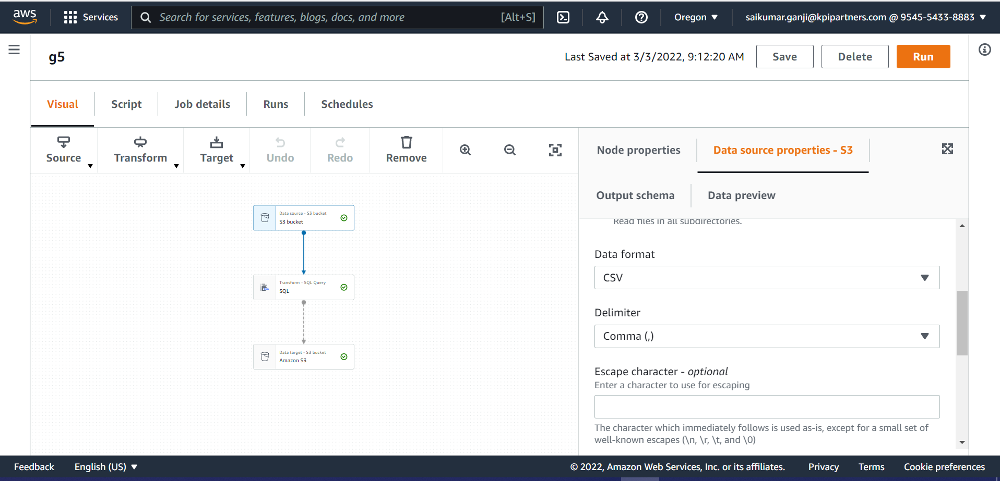 aws
Services
Search for services, features, blogs, docs, and more
[Alt+S]
Oregon ▼
saikumar.ganji@kpipartners.com @ 9545-5433-8883 ▼
g5
Last Saved at 3/3/2022, 9:12:20 AM
Save
Delete
Run
Visual
Script
Job details
Runs
Schedules
Source
Transform
Target
Undo
Redo
Remove
Node properties
Data source properties - S3
Output schema
Data preview
Data source - S3 bucket
S3 bucket
Transform - SQL Query
SQL
Data target - S3 bucket
Amazon S3
Read files in all subdirectories.
Data format
CSV
Delimiter
Comma (,)
Escape character - optional
Enter a character to use for escaping
The character which immediately follows is used as-is, except for a small set of
well-known escapes (\n, \r, \t, and \0)
Feedback
English (US) ▼
© 2022, Amazon Web Services, Inc. or its affiliates.
Privacy
Terms
Cookie preferences